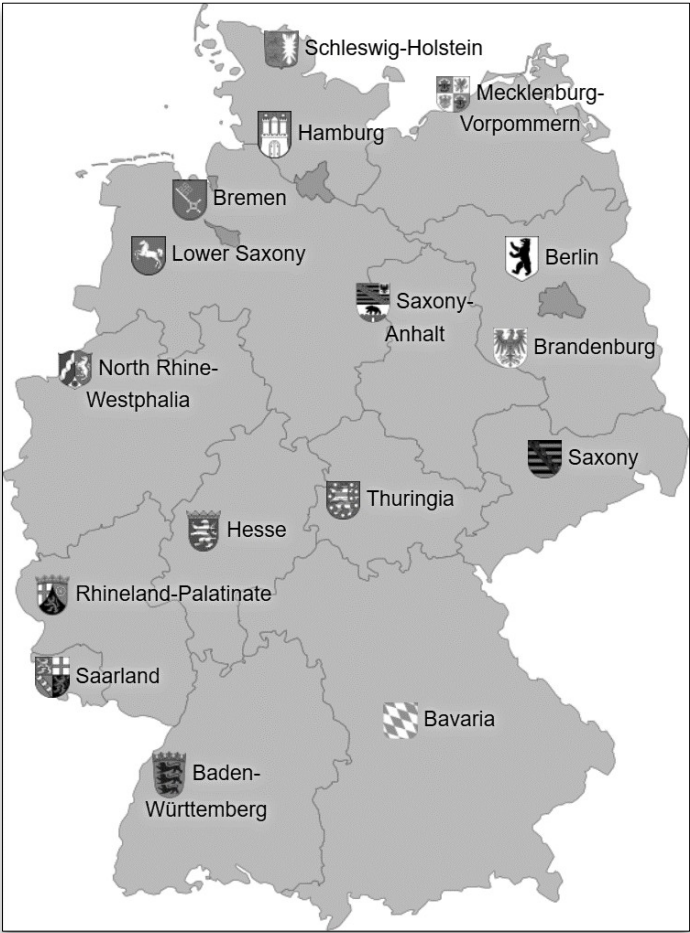 Schleswig-Holstein
Mecklenburg-
Vorpommern
Hamburg
Bremen
Lower Saxony
Berlin
Saxony-
Anhalt
Brandenburg
North Rhine-
Westphalia
Saxony
Thuringia
Hesse
Rhineland-Palatinate
Saarland
Bavaria
Baden-
Württemberg